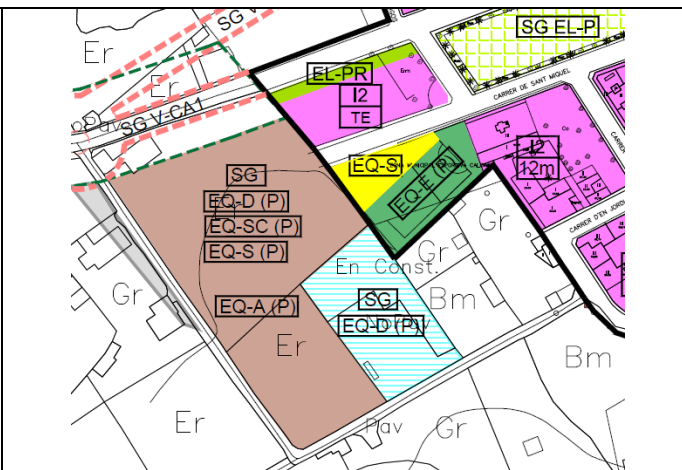 SG V
SG EL-P
Er
Er
SG V-CA1
EL-PR
I2
TE
CARRER DE SANT MIQUEL
SG
EQ-D (P)
EQ-SC (P)
EQ-S (P)
EQ-S
EQ-E (P)
I2
I2m
CARRER D'EN JORDI
Gr
Gr
Gr
En Const.
EQ-A (P)
SG
EQ-D (P)
Bm
Er
Bm
Er
Pav
Gr